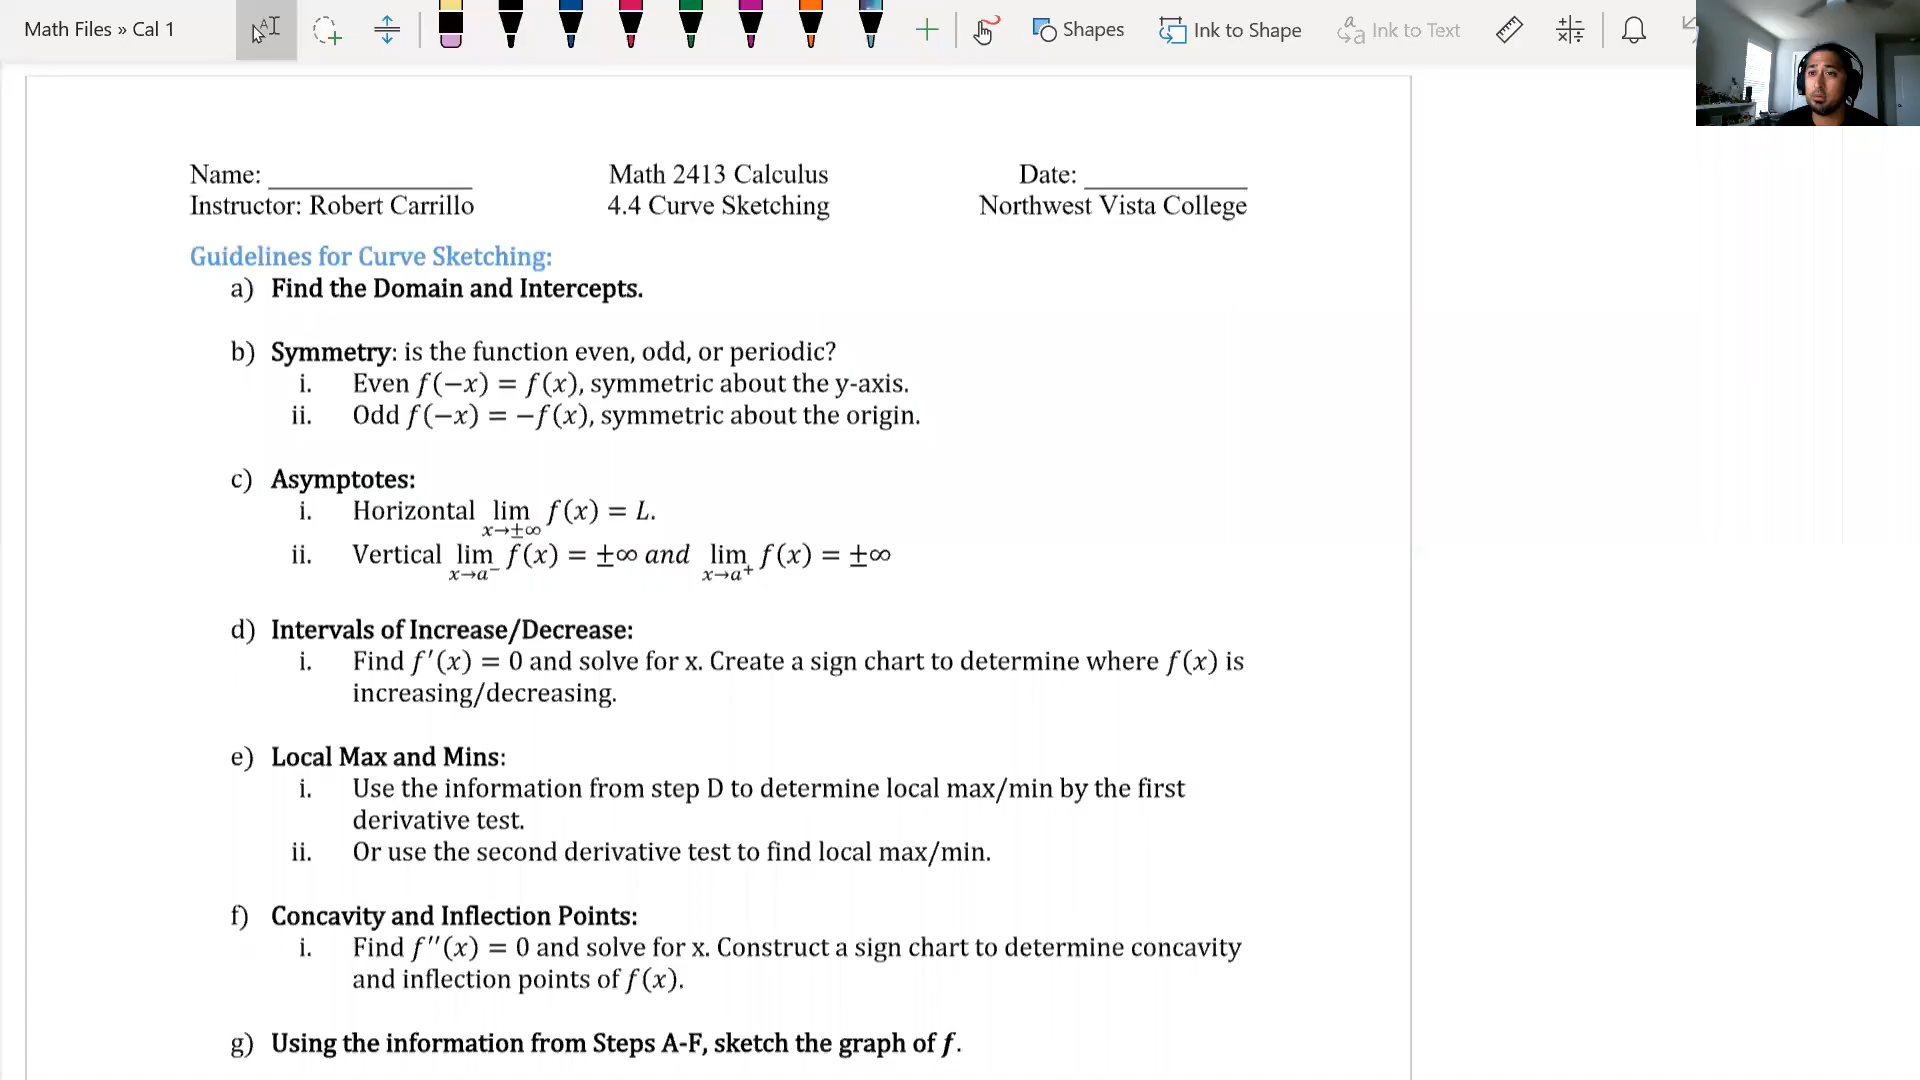 Math Files » Cal 1
Shapes
Ink to Shape
Ink to Text
Name: _______________ Math 2413 Calculus Date: ____________
Instructor: Robert Carrillo 4.4 Curve Sketching Northwest Vista College
Guidelines for Curve Sketching:
a) Find the Domain and Intercepts.
b) Symmetry: is the function even, odd, or periodic?
i. Even f(−x) = f(x), symmetric about the y-axis.
ii. Odd f(−x) = −f(x), symmetric about the origin.
c) Asymptotes:
i. Horizontal lim x→±∞ f(x) = L.
ii. Vertical lim x→a⁻ f(x) = ±∞ and lim x→a⁺ f(x) = ±∞
d) Intervals of Increase/Decrease:
i. Find f′(x) = 0 and solve for x. Create a sign chart to determine where f(x) is
increasing/decreasing.
e) Local Max and Mins:
i. Use the information from step D to determine local max/min by the first
derivative test.
ii. Or use the second derivative test to find local max/min.
f) Concavity and Inflection Points:
i. Find f′′(x) = 0 and solve for x. Construct a sign chart to determine concavity
and inflection points of f(x).
g) Using the information from Steps A-F, sketch the graph of f.